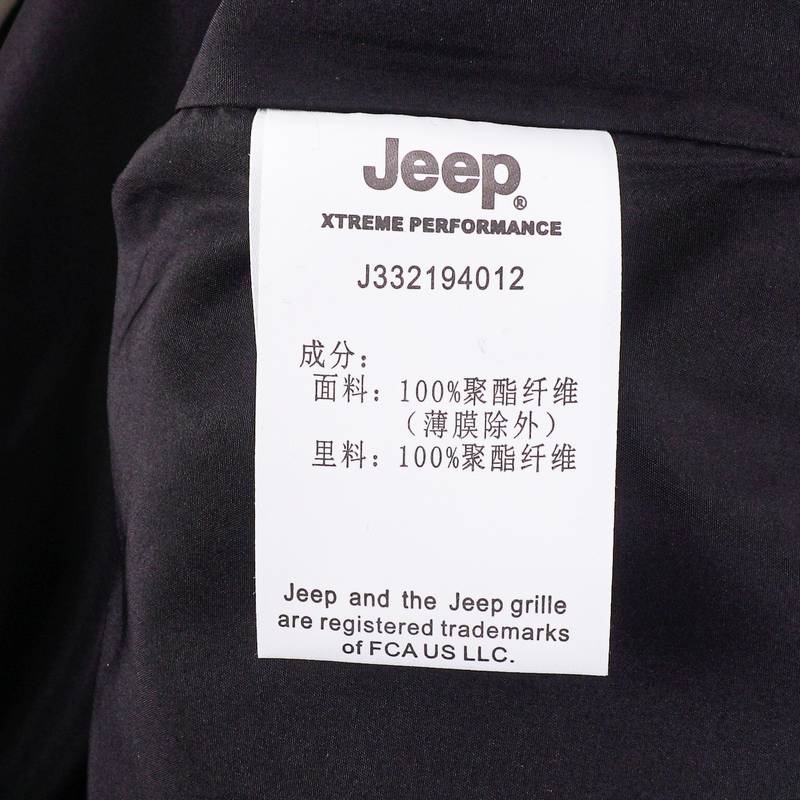 Jeep®
XTREME PERFORMANCE
J332194012
成分：
面料：100%聚酯纤维
（薄膜除外）
里料：100%聚酯纤维
Jeep and the Jeep grille
are registered trademarks
of FCA US LLC.